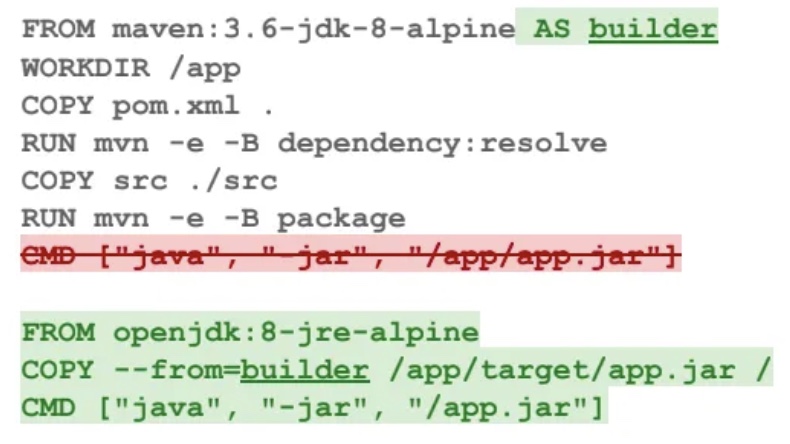 FROM maven:3.6-jdk-8-alpine AS builder
WORKDIR /app
COPY pom.xml .
RUN mvn -e -B dependency:resolve
COPY src ./src
RUN mvn -e -B package
CMD ["java", "-jar", "/app/app.jar"]
FROM openjdk:8-jre-alpine
COPY --from=builder /app/target/app.jar /
CMD ["java", "-jar", "/app.jar"]